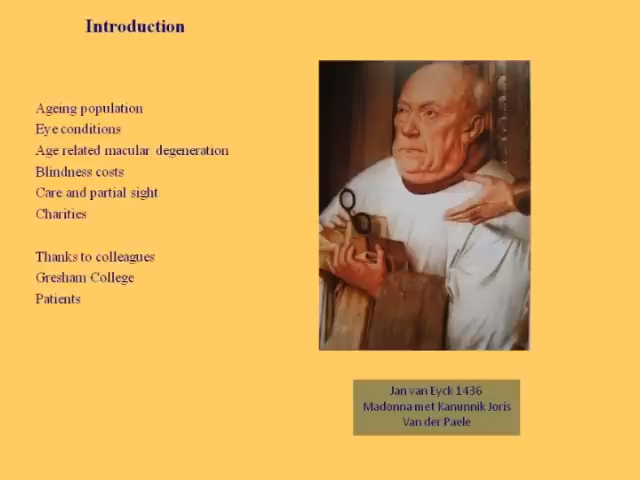 Introduction
Ageing population
Eye conditions
Age related macular degeneration
Blindness costs
Care and partial sight
Charities
Thanks to colleagues
Gresham College
Patients
Jan van Eyck 1436
Madonna met Kanunnik Joris
Van der Paele